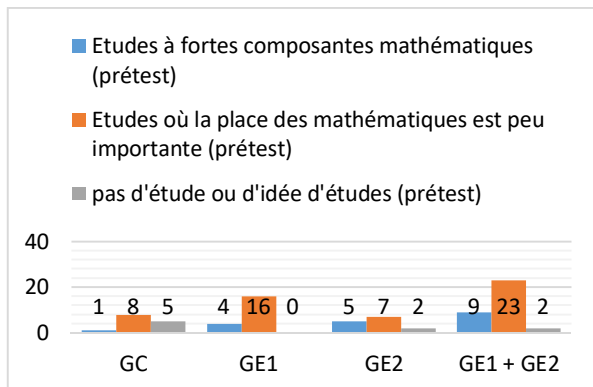 Etudes à fortes composantes mathématiques
(prétest)
Etudes où la place des mathématiques est peu
importante (prétest)
pas d'étude ou d'idée d'études (prétest)
40
20
0
1 8 5 4 16 0 5 7 2 9 23 2
GC GE1 GE2 GE1 + GE2